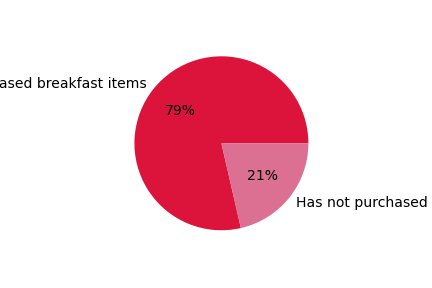 ased breakfast items
79%
21%
Has not purchased